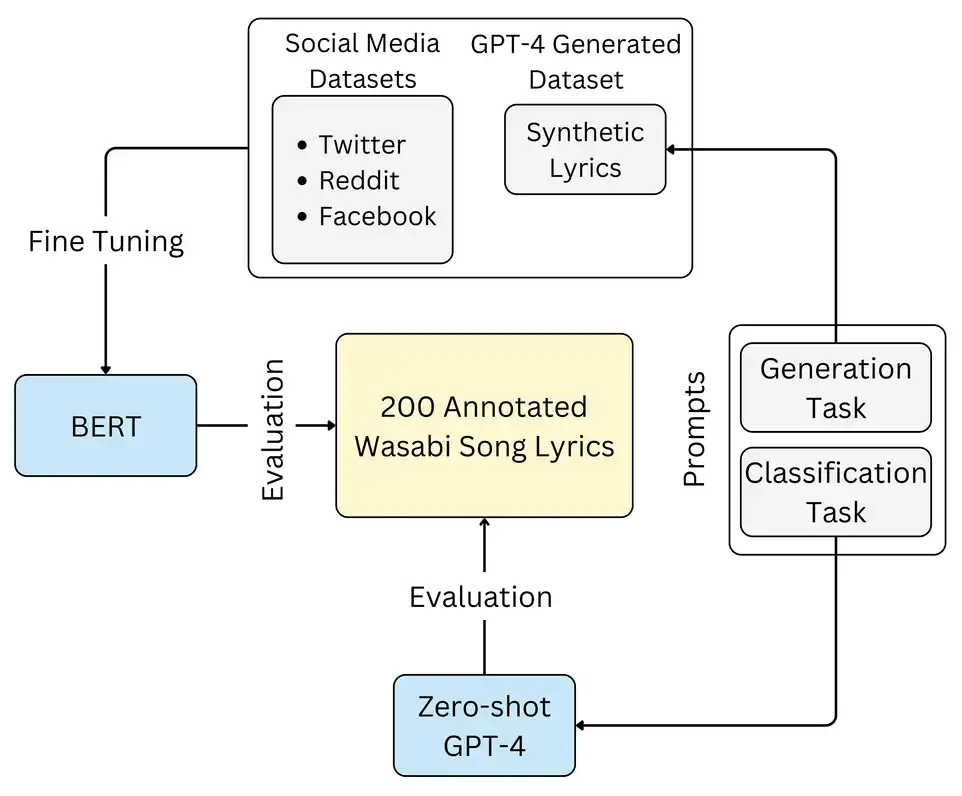 Social Media
Datasets
• Twitter
• Reddit
• Facebook
GPT-4 Generated
Dataset
Synthetic
Lyrics
Fine Tuning
BERT
Evaluation
200 Annotated
Wasabi Song Lyrics
Prompts
Generation
Task
Classification
Task
Evaluation
Zero-shot
GPT-4